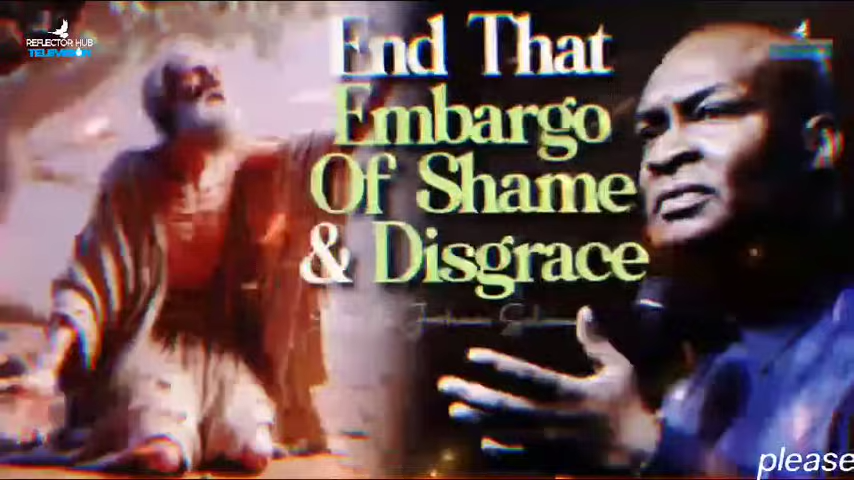 REFLECTOR HUB
TELEVISION
End That
Embargo
Of Shame
& Disgrace
please